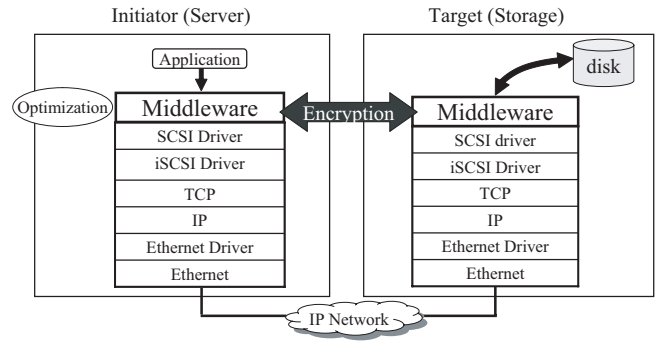 Initiator (Server)
Target (Storage)
Application
disk
Optimization
Middleware
Encryption
Middleware
SCSI Driver
iSCSI Driver
TCP
IP
Ethernet Driver
Ethernet
SCSI driver
iSCSI Driver
TCP
IP
Ethernet Driver
Ethernet
IP Network